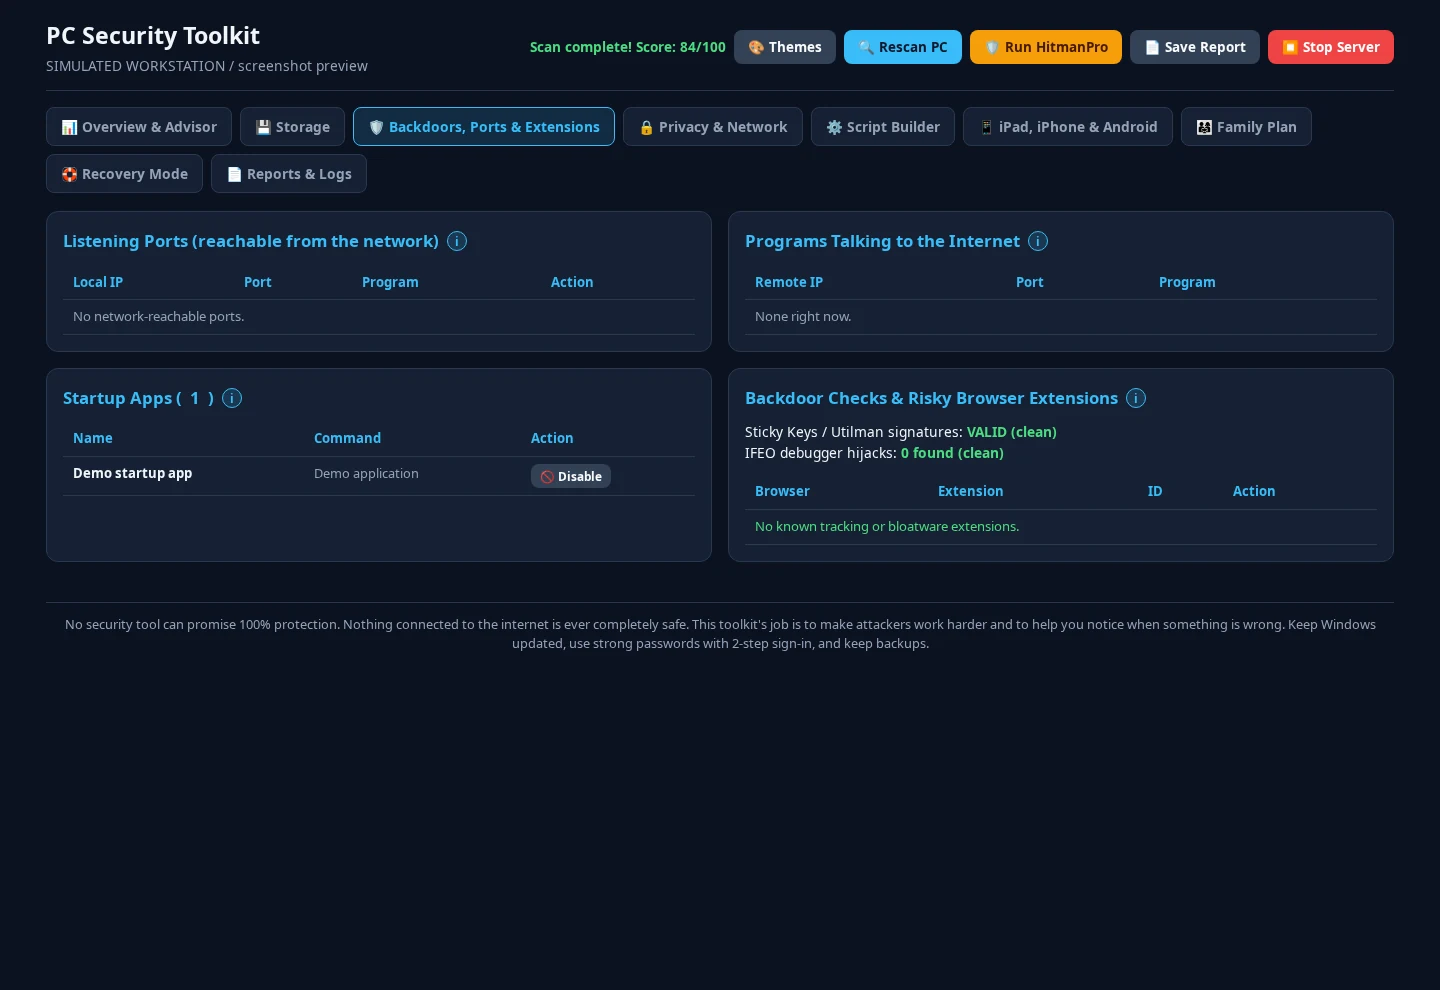 PC Security Toolkit
SIMULATED WORKSTATION / screenshot preview
Scan complete! Score: 84/100
🎨 Themes
🔍 Rescan PC
🛡️ Run HitmanPro
📄 Save Report
⏹️ Stop Server
📊 Overview & Advisor
💾 Storage
🛡️ Backdoors, Ports & Extensions
🔒 Privacy & Network
⚙️ Script Builder
📱 iPad, iPhone & Android
👨‍👩‍👧 Family Plan
🛟 Recovery Mode
📄 Reports & Logs
Listening Ports (reachable from the network) i
Local IP Port Program Action
No network-reachable ports.
Programs Talking to the Internet i
Remote IP Port Program
None right now.
Startup Apps ( 1 ) i
Name Command Action
Demo startup app Demo application 🚫 Disable
Backdoor Checks & Risky Browser Extensions i
Sticky Keys / Utilman signatures: VALID (clean)
IFEO debugger hijacks: 0 found (clean)
Browser Extension ID Action
No known tracking or bloatware extensions.
No security tool can promise 100% protection. Nothing connected to the internet is ever completely safe. This toolkit's job is to make attackers work harder and to help you notice when something is wrong. Keep Windows
updated, use strong passwords with 2-step sign-in, and keep backups.